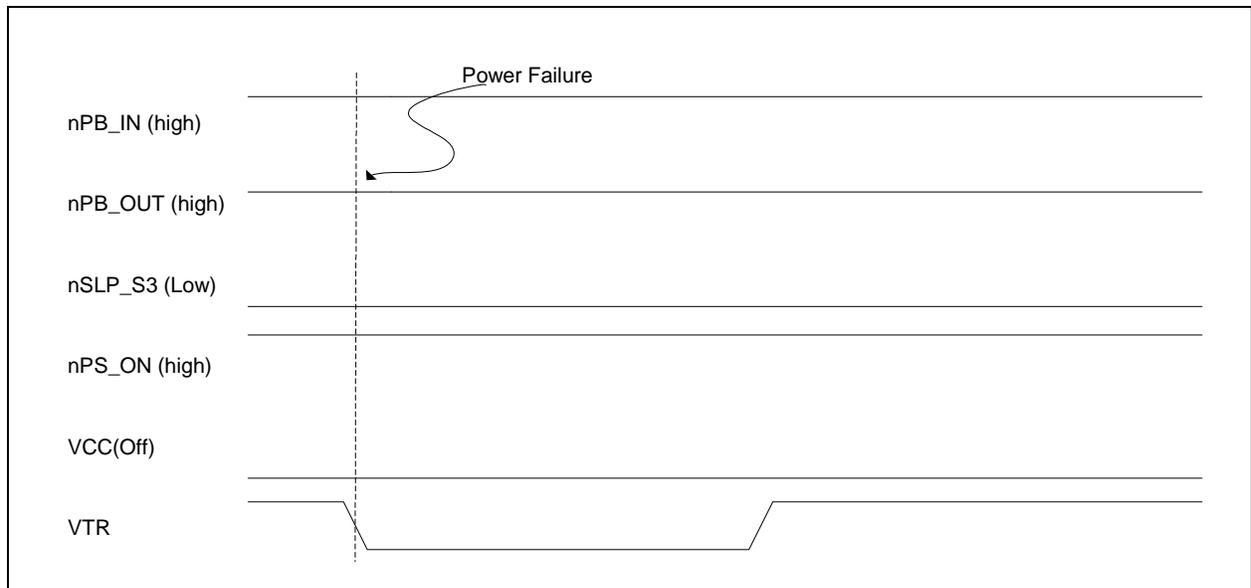 Power Failure
nPB_IN (high)
nPB_OUT (high)
nSLP_S3 (Low)
nPS_ON (high)
VCC(Off)
VTR